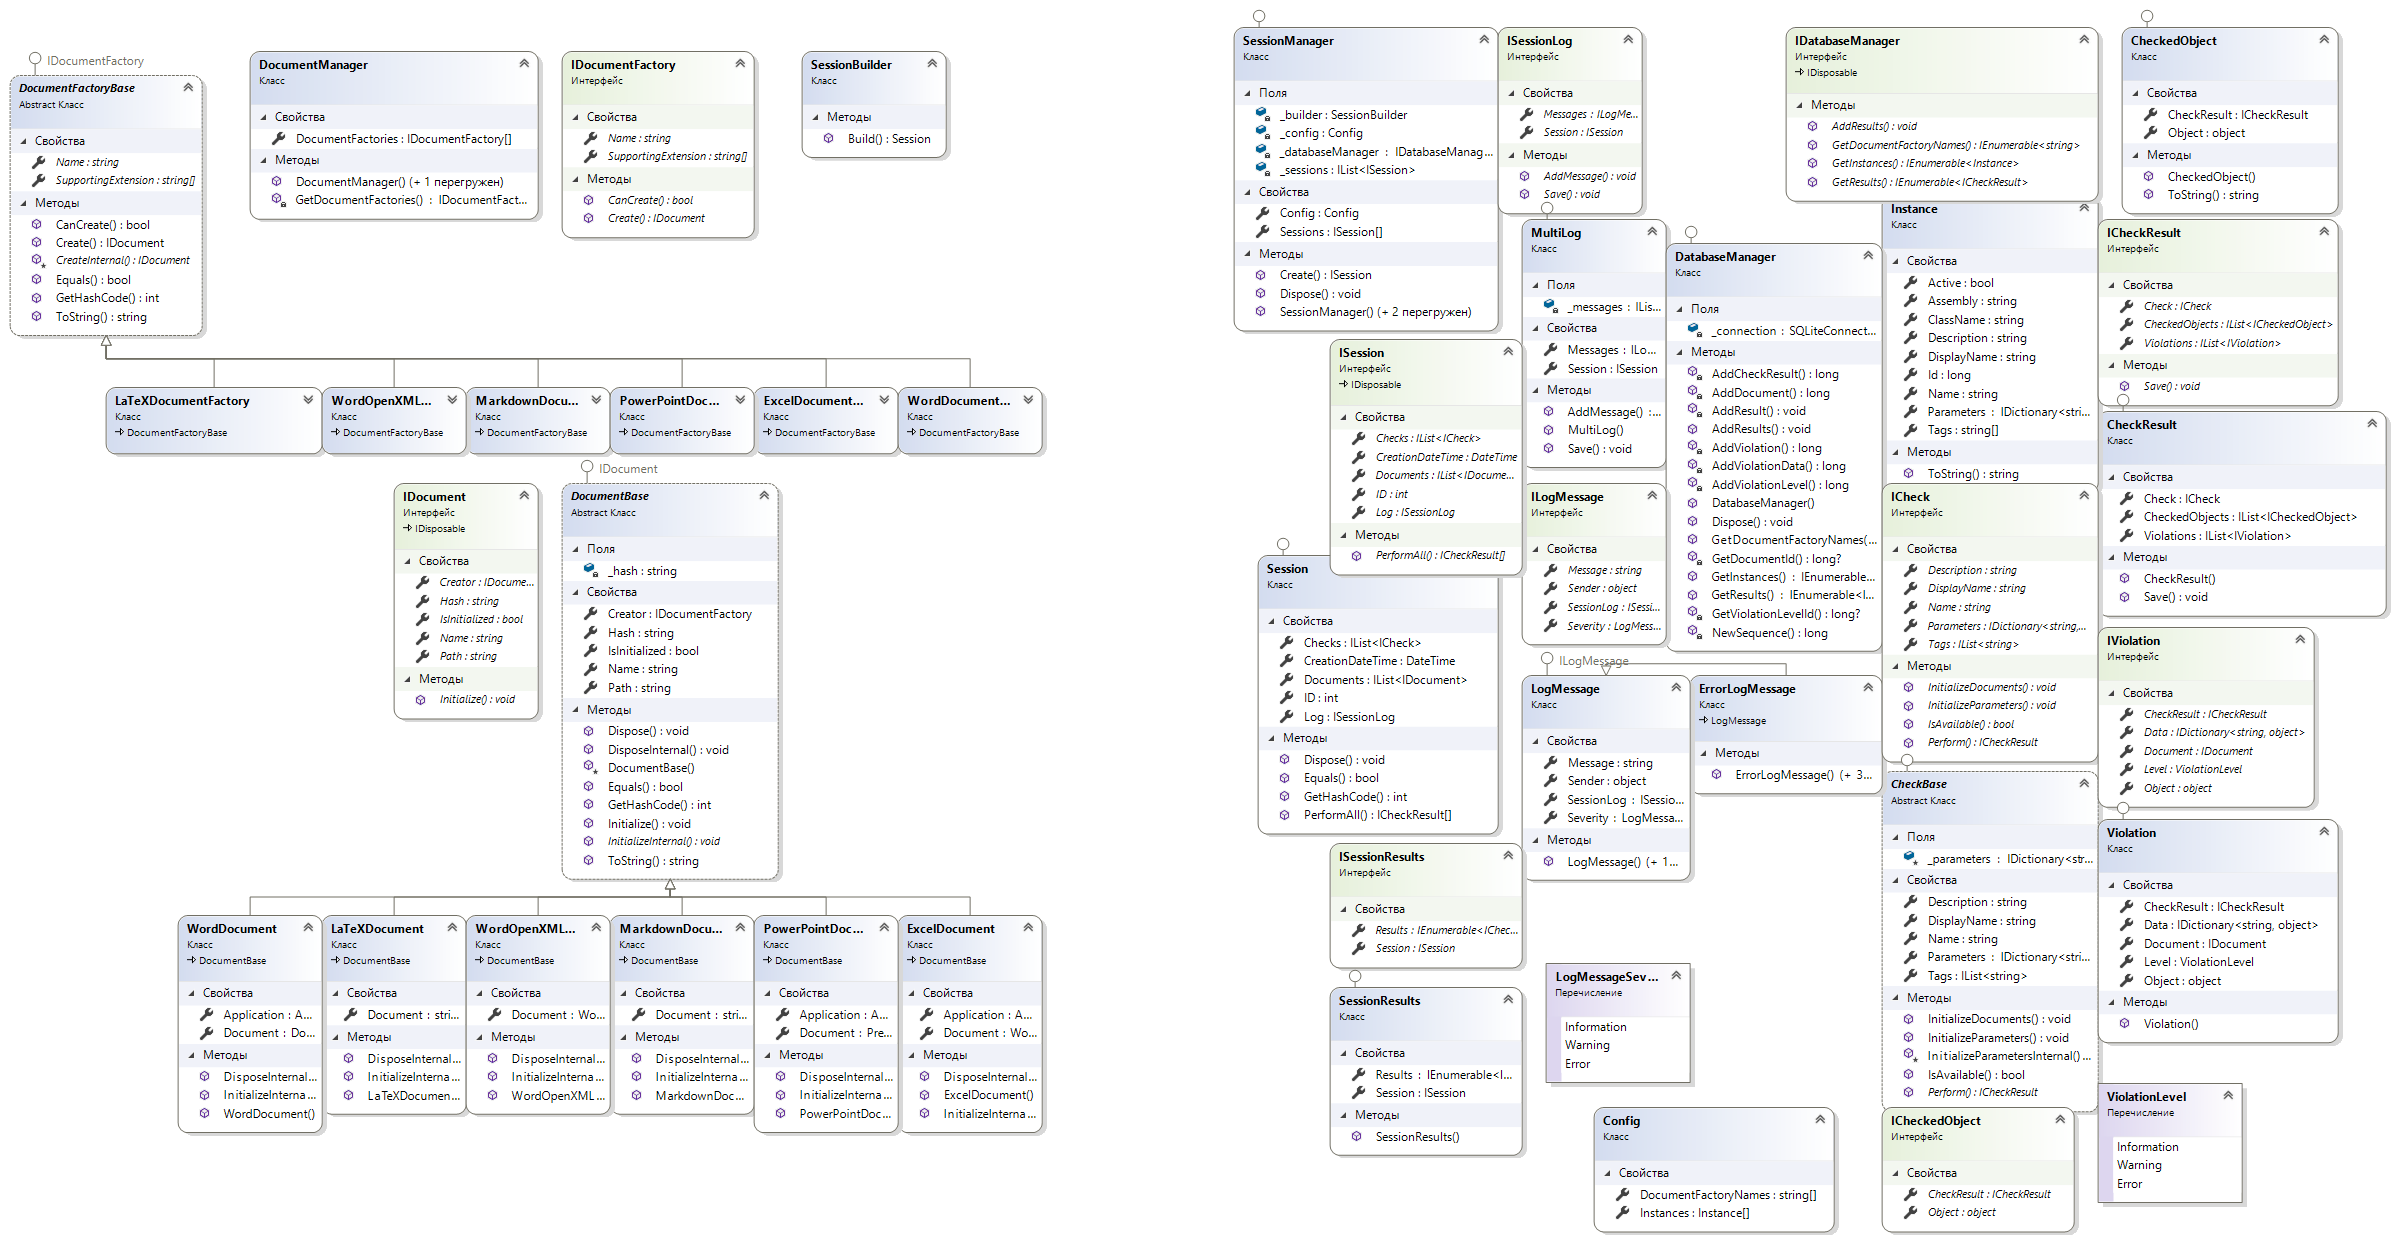 IDocumentFactory
DocumentFactoryBase
Abstract Класс
Свойства
Name : string
SupportingExtension : string[]
Методы
CanCreate() : bool
Create() : IDocument
CreateInternal() : IDocument
Equals() : bool
GetHashCode() : int
ToString() : string
DocumentManager
Класс
Свойства
DocumentFactories : IDocumentFactory[]
Методы
DocumentManager() (+ 1 перегружен)
GetDocumentFactories() : IDocumentFact...
IDocumentFactory
Интерфейс
Свойства
Name : string
SupportingExtension : string[]
Методы
CanCreate() : bool
Create() : IDocument
SessionBuilder
Класс
Методы
Build() : Session
LaTeXDocumentFactory
Класс
DocumentFactoryBase
WordOpenXML...
Класс
DocumentFactoryBase
MarkdownDocu...
Класс
DocumentFactoryBase
PowerPointDoc...
Класс
DocumentFactoryBase
ExcelDocument...
Класс
DocumentFactoryBase
WordDocument...
Класс
DocumentFactoryBase
IDocument
Интерфейс
IDisposable
Свойства
Creator : IDocume...
Hash : string
IsInitialized : bool
Name : string
Path : string
Методы
Initialize() : void
IDocument
DocumentBase
Abstract Класс
Поля
_hash : string
Свойства
Creator : IDocumentFactory
Hash : string
IsInitialized : bool
Name : string
Path : string
Методы
Dispose() : void
DisposeInternal() : void
DocumentBase()
Equals() : bool
GetHashCode() : int
Initialize() : void
InitializeInternal() : void
ToString() : string
WordDocument
Класс
DocumentBase
Свойства
Application : A...
Document : Do...
Методы
DisposeInternal...
InitializeInterna...
WordDocument()
LaTeXDocument
Класс
DocumentBase
Свойства
Document : stri...
Методы
DisposeInternal...
InitializeInterna...
LaTeXDocumen...
WordOpenXML...
Класс
DocumentBase
Свойства
Document : Wo...
Методы
DisposeInternal...
InitializeInterna...
WordOpenXML...
MarkdownDocu...
Класс
DocumentBase
Свойства
Document : stri...
Методы
DisposeInternal...
InitializeInterna...
MarkdownDoc...
PowerPointDoc...
Класс
DocumentBase
Свойства
Application : A...
Document : Pre...
Методы
DisposeInternal...
InitializeInterna...
PowerPointDoc...
ExcelDocument
Класс
DocumentBase
Свойства
Application : A...
Document : Wo...
Методы
DisposeInternal...
ExcelDocument()
InitializeInterna...
SessionManager
Класс
Поля
_builder : SessionBuilder
_config : Config
_databaseManager : IDatabaseManag...
_sessions : IList<ISession>
Свойства
Config : Config
Sessions : ISession[]
Методы
Create() : ISession
Dispose() : void
SessionManager() (+ 2 перегружен)
ISessionLog
Интерфейс
Свойства
Messages : ILogMe...
Session : ISession
Методы
AddMessage() : void
Save() : void
MultiLog
Класс
Поля
_messages : ILis...
Свойства
Messages : ILo...
Session : ISession
Методы
AddMessage() :...
MultiLog()
Save() : void
ISession
Интерфейс
IDisposable
Свойства
Checks : IList<ICheck>
CreationDateTime : DateTime
Documents : IList<IDocume...
ID : int
Log : ISessionLog
Методы
PerformAll() : ICheckResult[]
Session
Класс
Свойства
Checks : IList<ICheck>
CreationDateTime : DateTime
Documents : IList<IDocument>
ID : int
Log : ISessionLog
Методы
Dispose() : void
Equals() : bool
GetHashCode() : int
PerformAll() : ICheckResult[]
ILogMessage
Интерфейс
Свойства
Message : string
Sender : object
SessionLog : ISessi...
Severity : LogMess...
ILogMessage
LogMessage
Класс
Свойства
Message : string
Sender : object
SessionLog : ISessio...
Severity : LogMessa...
Методы
LogMessage() (+ 1...
ErrorLogMessage
Класс
LogMessage
Методы
ErrorLogMessage() (+ 3...
ISessionResults
Интерфейс
Свойства
Results : IEnumerable<IChec...
Session : ISession
SessionResults
Класс
Свойства
Results : IEnumerable<I...
Session : ISession
Методы
SessionResults()
LogMessageSev...
Перечисление
Information
Warning
Error
Config
Класс
Свойства
DocumentFactoryNames : string[]
Instances : Instance[]
DatabaseManager
Класс
Поля
_connection : SQLiteConnect...
Методы
AddCheckResult() : long
AddDocument() : long
AddResult() : void
AddResults() : void
AddViolation() : long
AddViolationData() : long
AddViolationLevel() : long
DatabaseManager()
Dispose() : void
GetDocumentFactoryNames(...
GetDocumentId() : long?
GetInstances() : IEnumerable...
GetResults() : IEnumerable<I...
GetViolationLevelId() : long?
NewSequence() : long
IDatabaseManager
Интерфейс
IDisposable
Методы
AddResults() : void
GetDocumentFactoryNames() : IEnumerable<string>
GetInstances() : IEnumerable<Instance>
GetResults() : IEnumerable<ICheckResult>
Instance
Класс
Свойства
Active : bool
Assembly : string
ClassName : string
Description : string
DisplayName : string
Id : long
Name : string
Parameters : IDictionary<stri...
Tags : string[]
Методы
ToString() : string
ICheck
Интерфейс
Свойства
Description : string
DisplayName : string
Name : string
Parameters : IDictionary<string,...
Tags : IList<string>
Методы
InitializeDocuments() : void
InitializeParameters() : void
IsAvailable() : bool
Perform() : ICheckResult
CheckBase
Abstract Класс
Поля
_parameters : IDictionary<str...
Свойства
Description : string
DisplayName : string
Name : string
Parameters : IDictionary<stri...
Tags : IList<string>
Методы
InitializeDocuments() : void
InitializeParameters() : void
InitializeParametersInternal()...
IsAvailable() : bool
Perform() : ICheckResult
ICheckedObject
Интерфейс
Свойства
CheckResult : ICheckResult
Object : object
CheckedObject
Класс
Свойства
CheckResult : ICheckResult
Object : object
Методы
CheckedObject()
ToString() : string
ICheckResult
Интерфейс
Свойства
Check : ICheck
CheckedObjects : IList<ICheckedObject>
Violations : IList<IViolation>
Методы
Save() : void
CheckResult
Класс
Свойства
Check : ICheck
CheckedObjects : IList<ICheckedObject>
Violations : IList<IViolation>
Методы
CheckResult()
Save() : void
IViolation
Интерфейс
Свойства
CheckResult : ICheckResult
Data : IDictionary<string, object>
Document : IDocument
Level : ViolationLevel
Object : object
Violation
Класс
Свойства
CheckResult : ICheckResult
Data : IDictionary<string, object>
Document : IDocument
Level : ViolationLevel
Object : object
Методы
Violation()
ViolationLevel
Перечисление
Information
Warning
Error